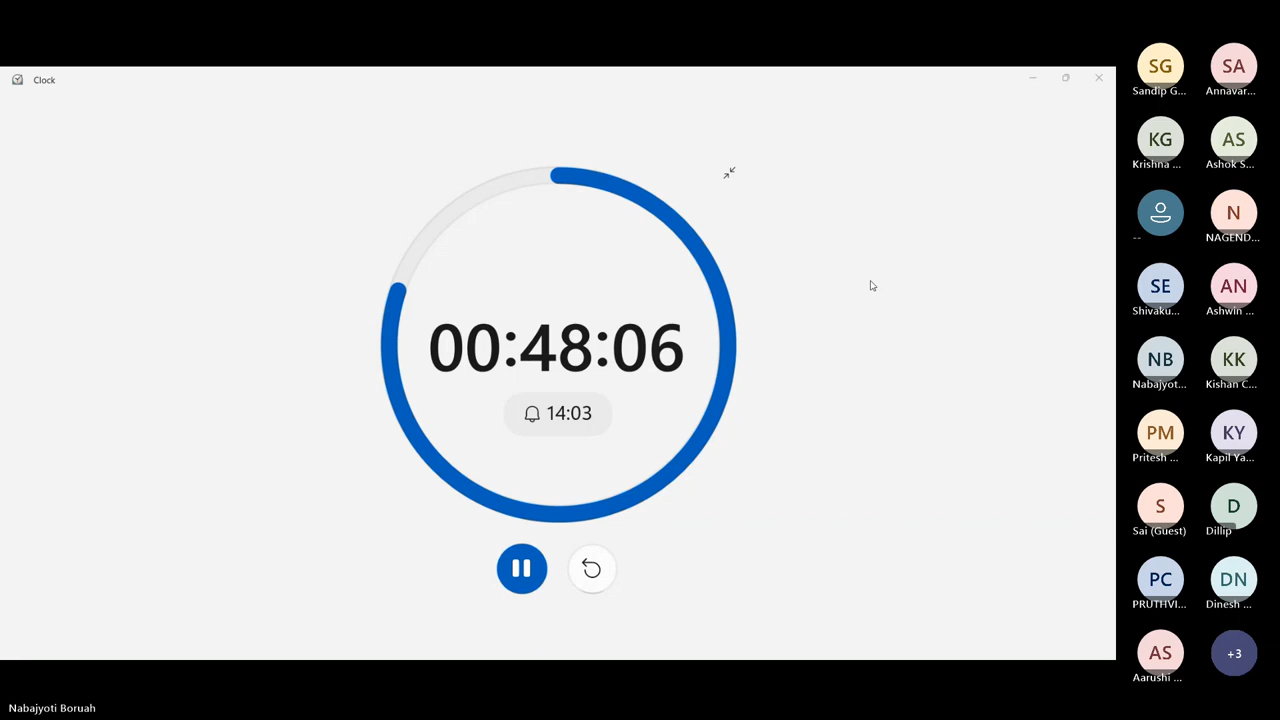 Clock
00:48:06
14:03
SG
Sandip G...
SA
Annavar...
KG
Krishna ...
AS
Ashok S...
--
N
NAGEND...
SE
Shivaku...
AN
Ashwin ...
NB
Nabajyot...
KK
Kishan C...
PM
Pritesh ...
KY
Kapil Ya...
S
Sai (Guest)
D
Dillip
PC
PRUTHVI...
DN
Dinesh ...
AS
Aarushi ...
+3
Nabajyoti Boruah